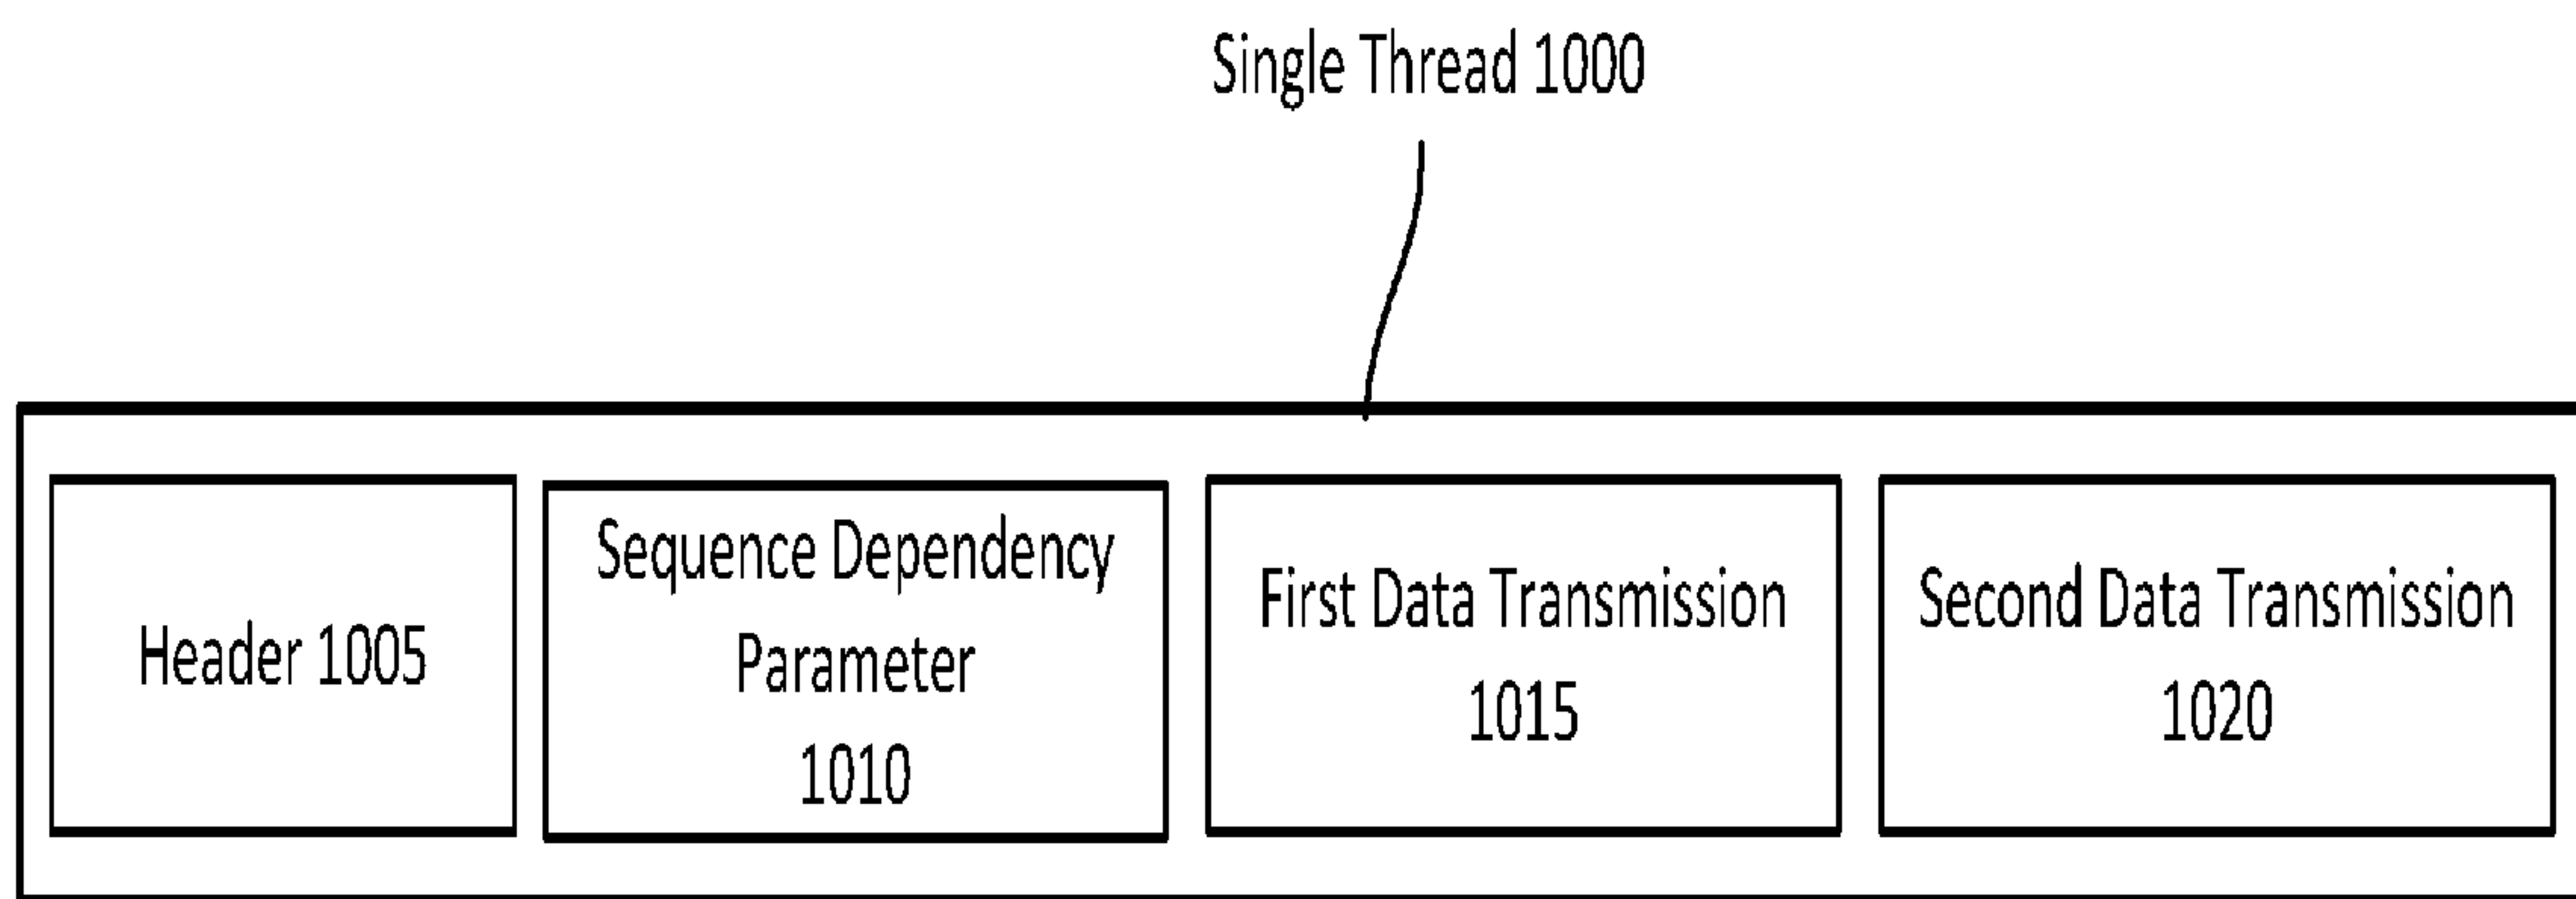 Single Thread 1000
Header 1005
Sequence Dependency
Parameter
1010
First Data Transmission
1015
Second Data Transmission
1020